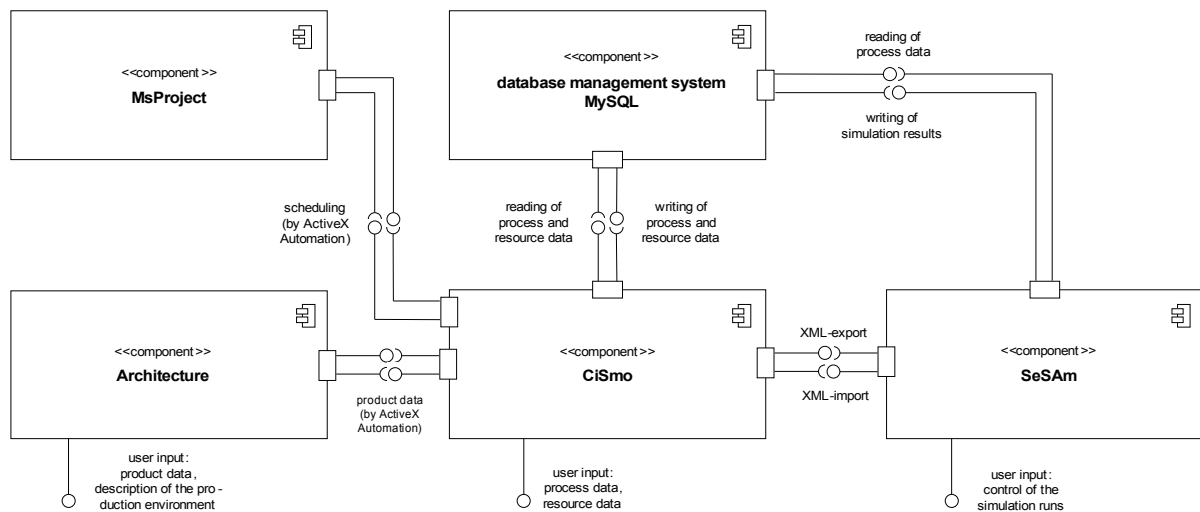 <<component >>
MsProject
<<component >>
database management system
MySQL
reading of
process data
writing of
simulation results
scheduling
(by ActiveX
Automation)
reading of
process and
resource data
writing of
process and
resource data
<<component >>
Architecture
product data
(by ActiveX
Automation)
<<component >>
CiSmo
XML-export
XML-import
<<component >>
SeSAm
user input:
product data ,
description of the pro -
duction environment
user input:
process data,
resource data
user input:
control of the
simulation runs